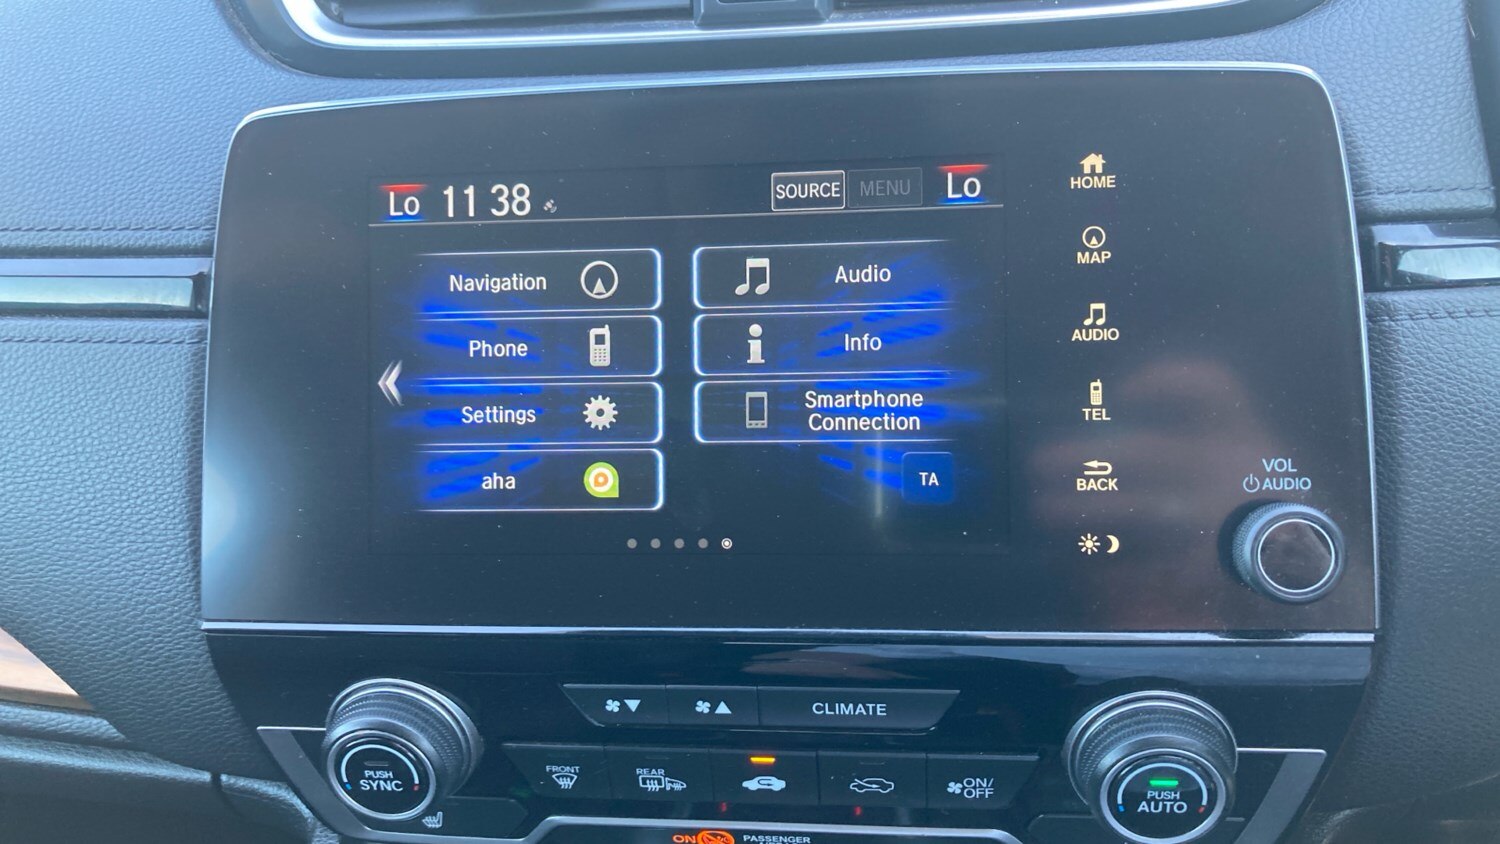 Lo 11 38 SOURCE MENU Lo
Navigation
Audio
Phone
Info
Settings
Smartphone
Connection
aha
TA
HOME
MAP
AUDIO
TEL
BACK
VOL
AUDIO
CLIMATE
PUSH
SYNC
FRONT
REAR
ON/
OFF
PUSH
AUTO
ON
PASSENGER